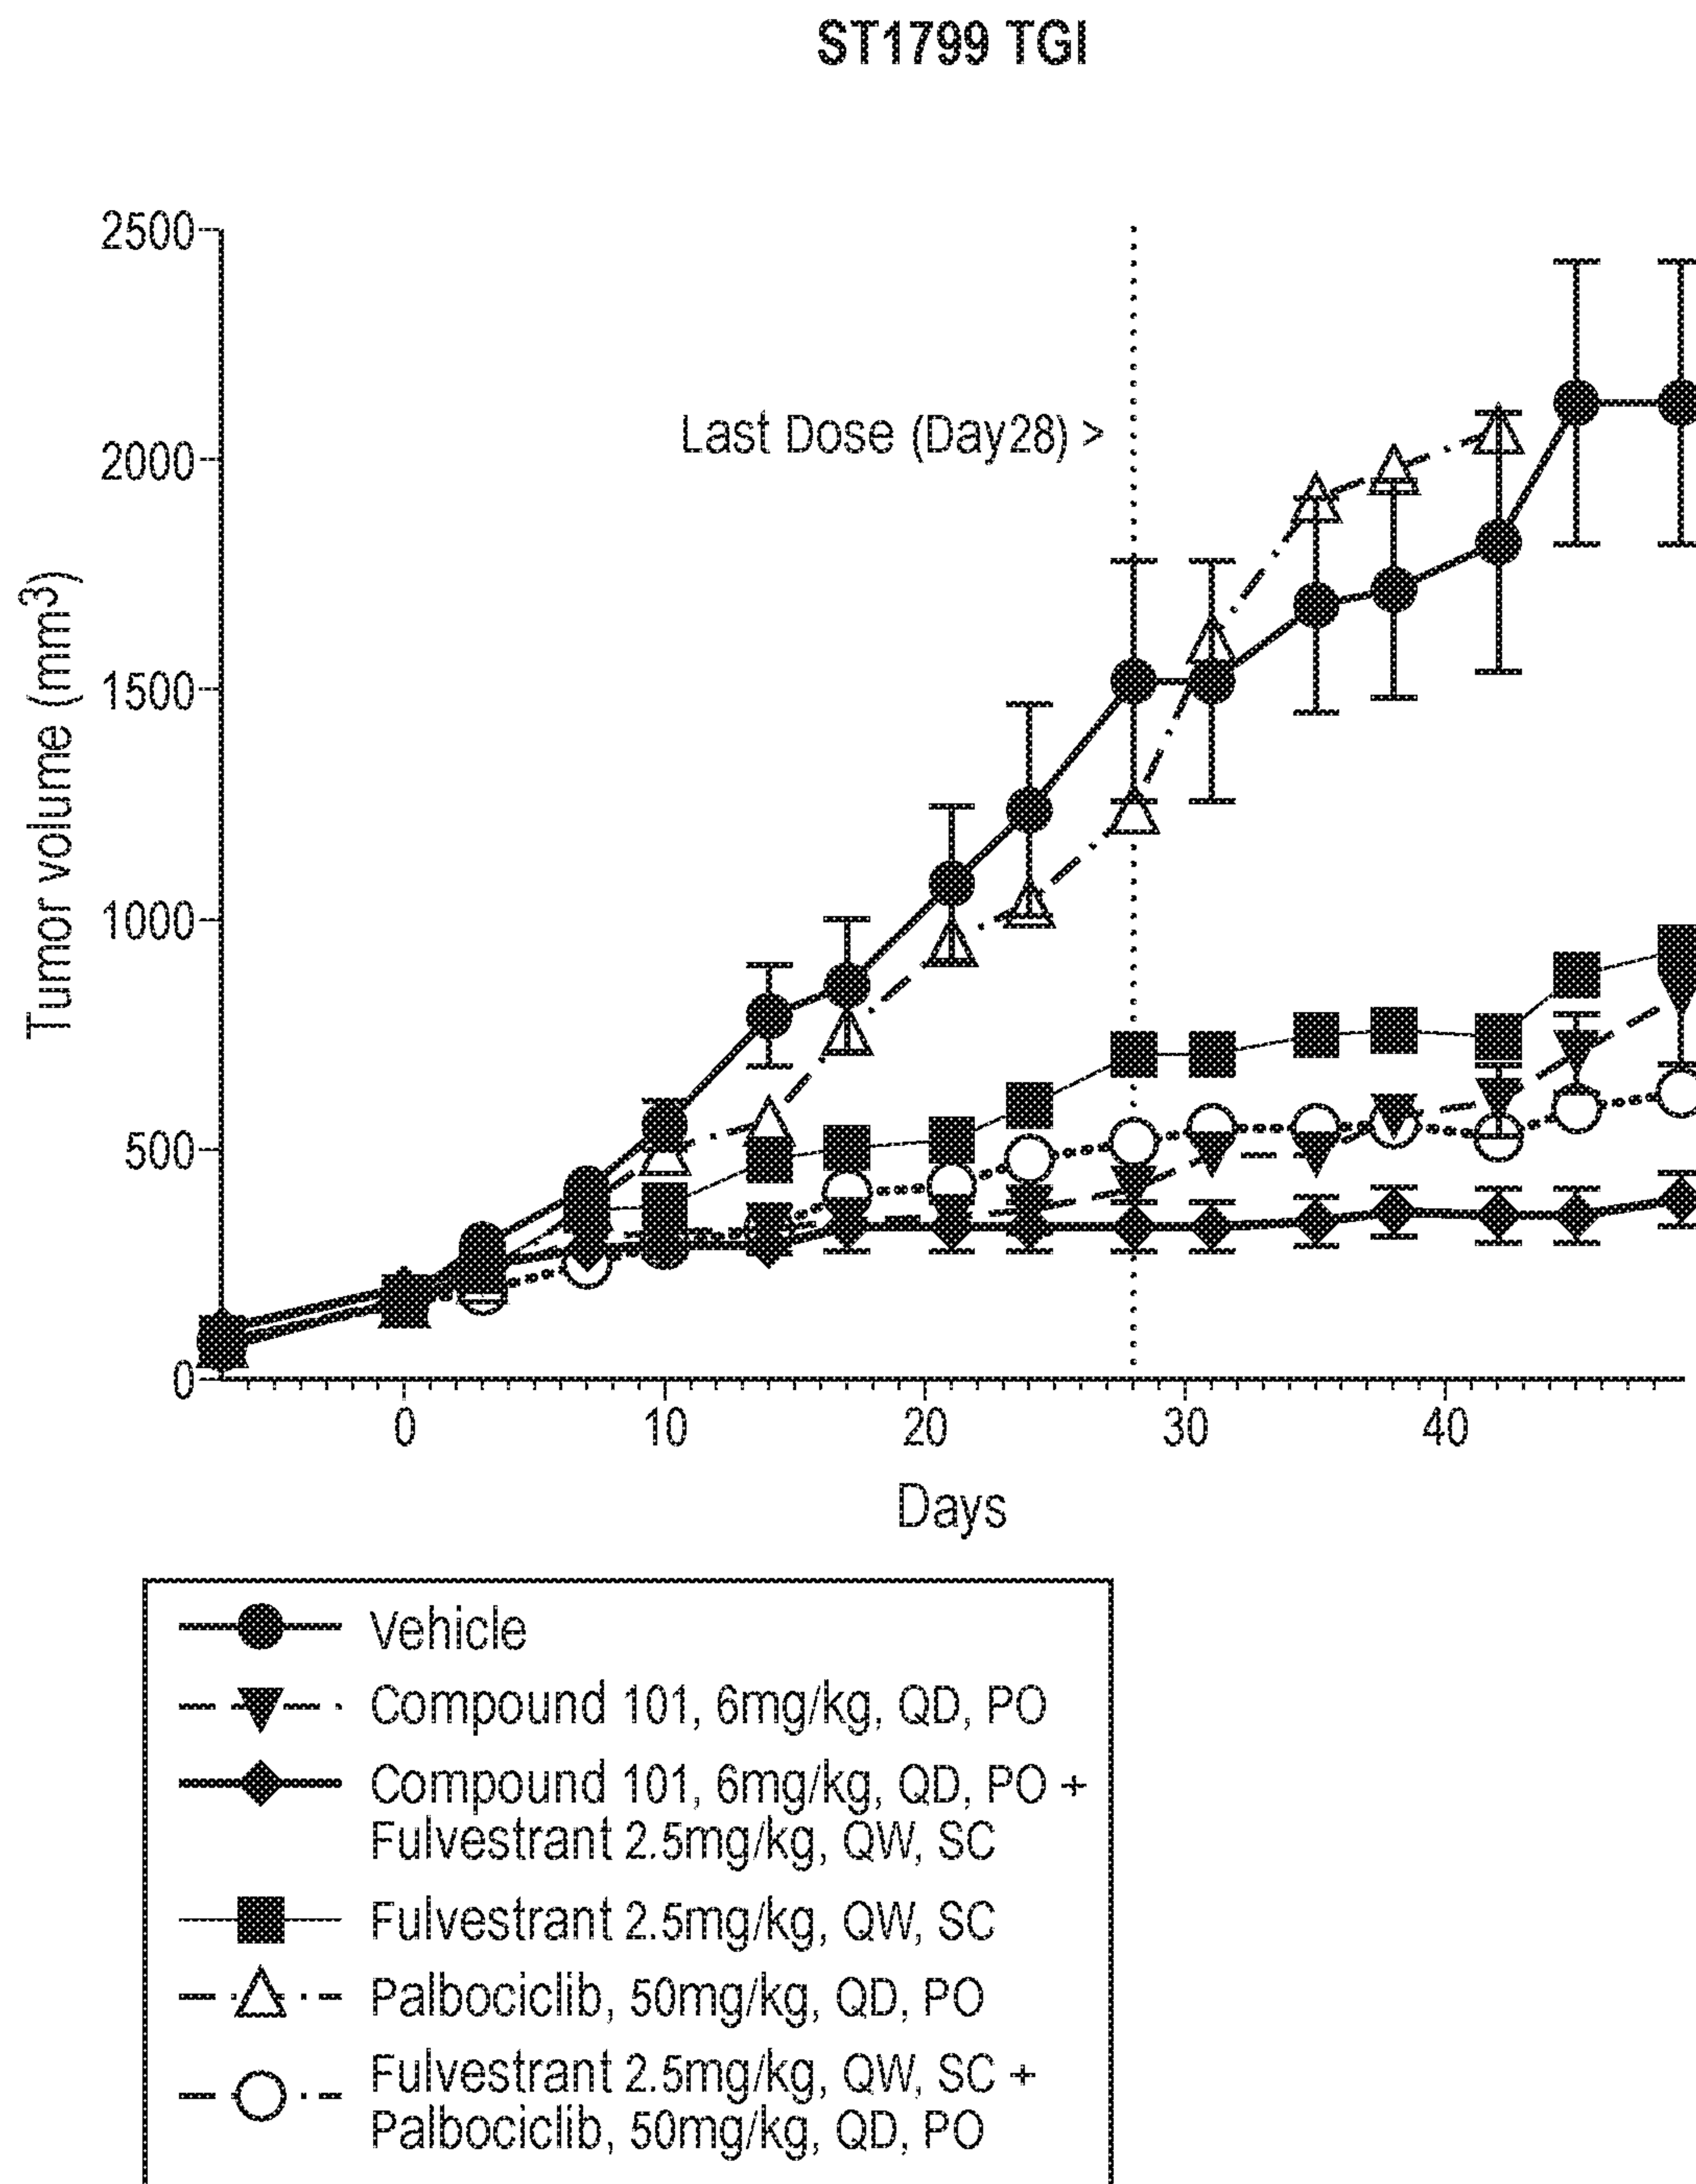 ST1799 TGI
2500
2000
1500
1000
500
0
Tumor volume (mm³)
Last Dose (Day28) >
0 10 20 30 40
Days
Vehicle
Compound 101, 6mg/kg, QD, PO
Compound 101, 6mg/kg, QD, PO +
Fulvestrant 2.5mg/kg, QW, SC
Fulvestrant 2.5mg/kg, QW, SC
Palbociclib, 50mg/kg, QD, PO
Fulvestrant 2.5mg/kg, QW, SC +
Palbociclib, 50mg/kg, QD, PO